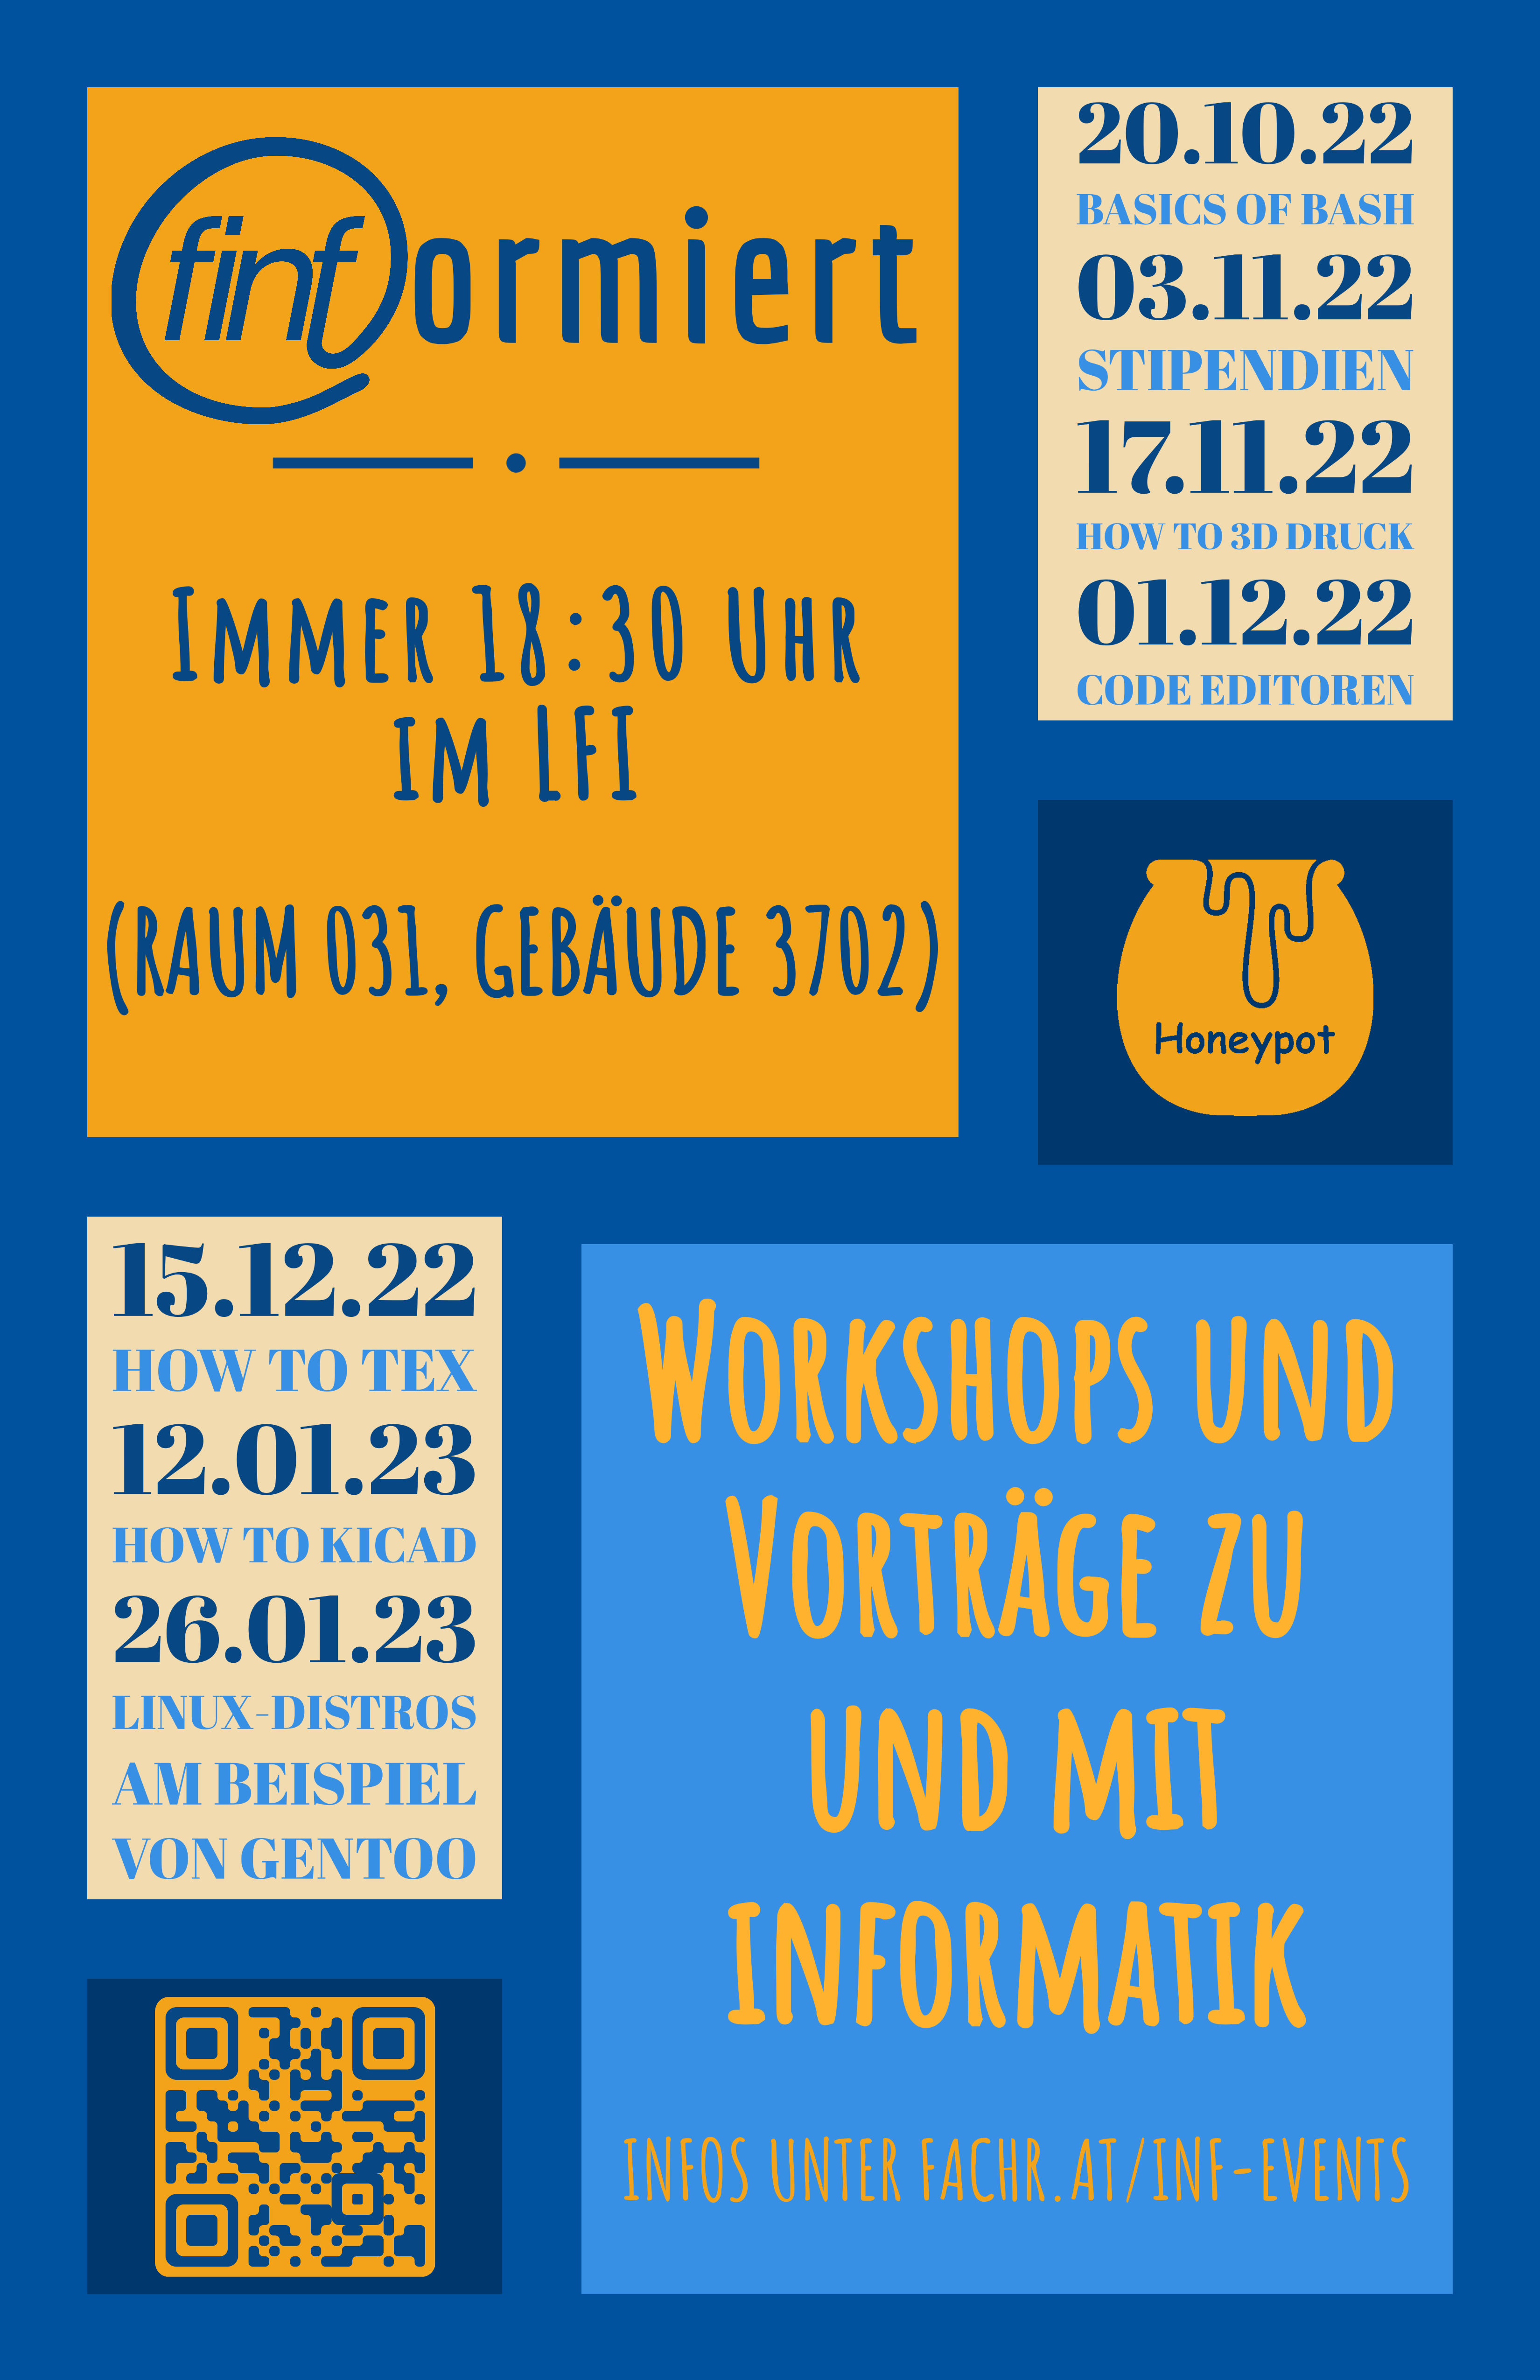 finformiert
Immer 18:30 Uhr
im LFI
(Raum 031, Gebäude 3702)
20.10.22
BASICS OF BASH
03.11.22
STIPENDIEN
17.11.22
HOW TO 3D DRUCK
01.12.22
CODE EDITOREN
Honeypot
15.12.22
HOW TO TEX
12.01.23
HOW TO KICAD
26.01.23
LINUX-DISTROS
AM BEISPIEL
VON GENTOO
Workshops und
Vorträge zu
und mit
Informatik
Infos unter fachr.at/inf-events